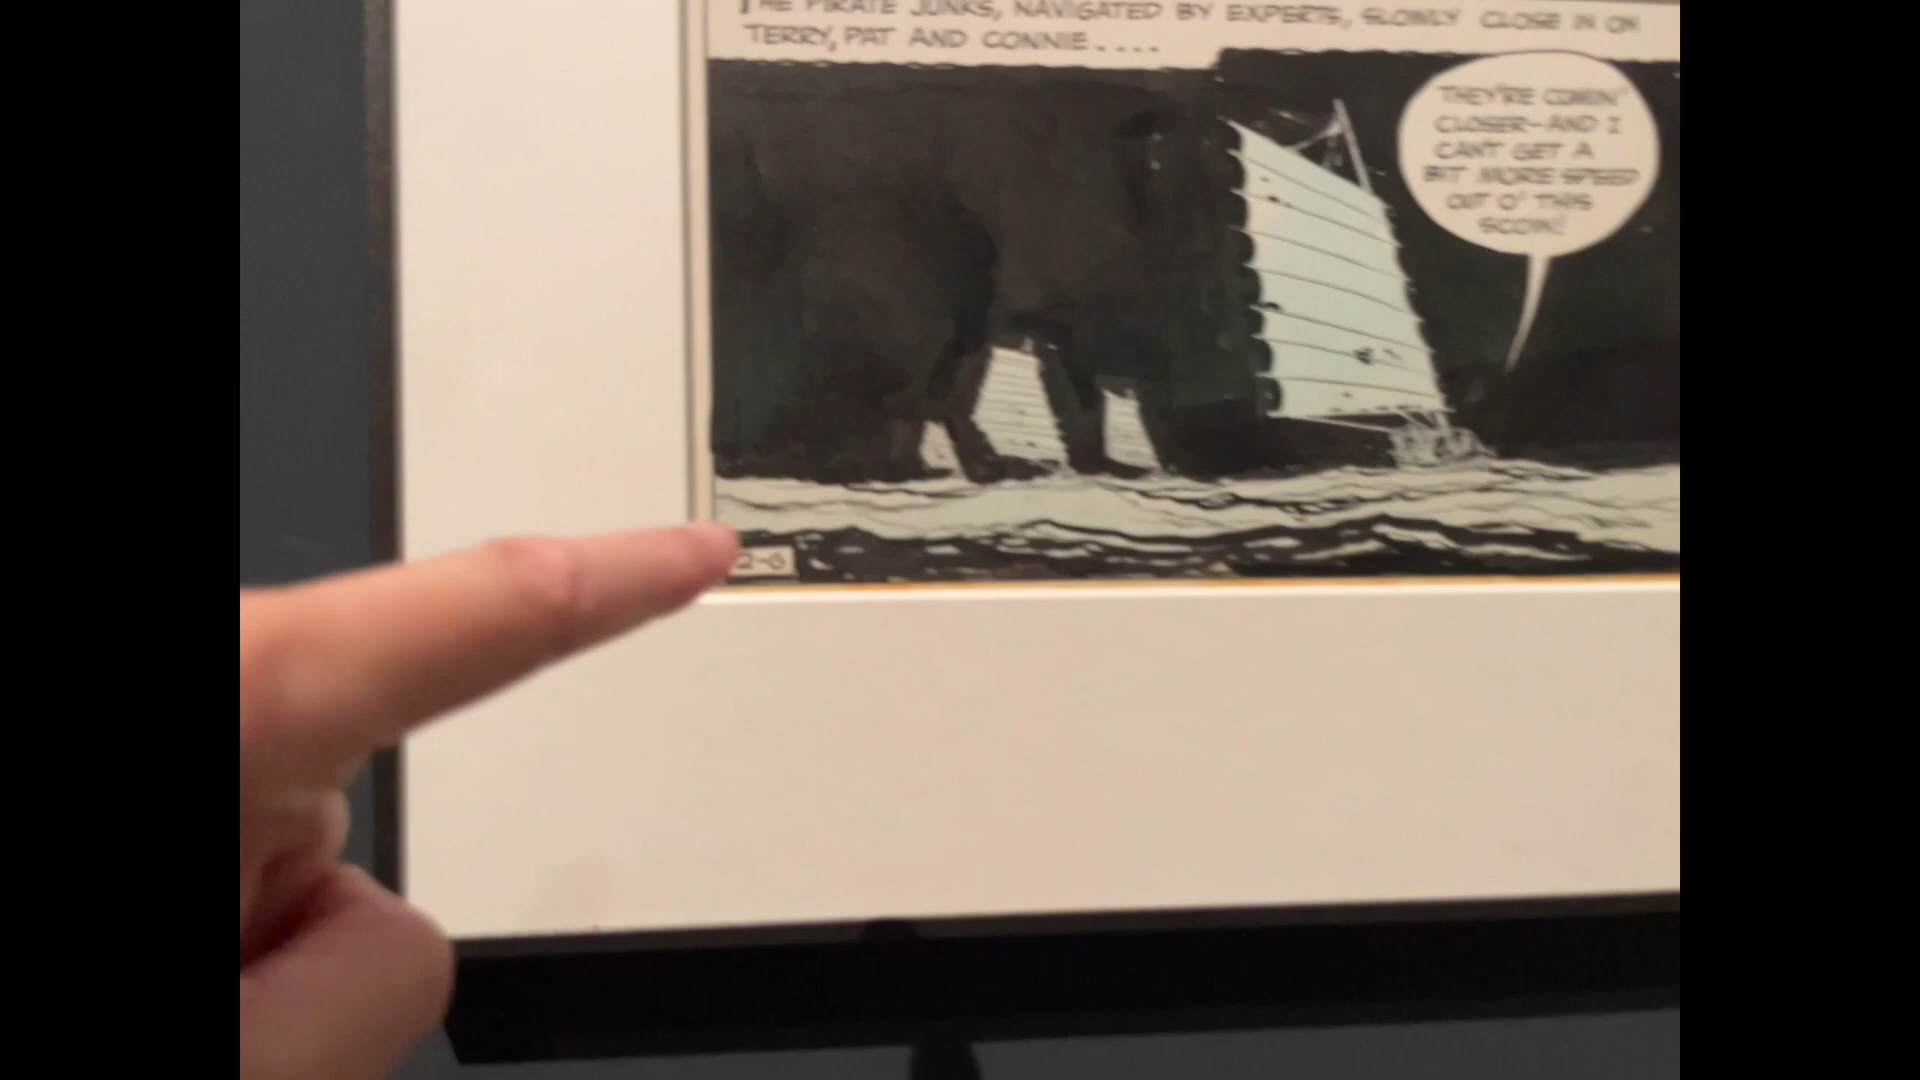 THE PIRATE JUNKS, NAVIGATED BY EXPERTS, SLOWLY CLOSE IN ON
TERRY, PAT AND CONNIE....
THEY'RE COMIN'
CLOSER-AND I
CAN'T GET A
BIT MORE SPEED
OUT O' THIS
SCOW!
2-6